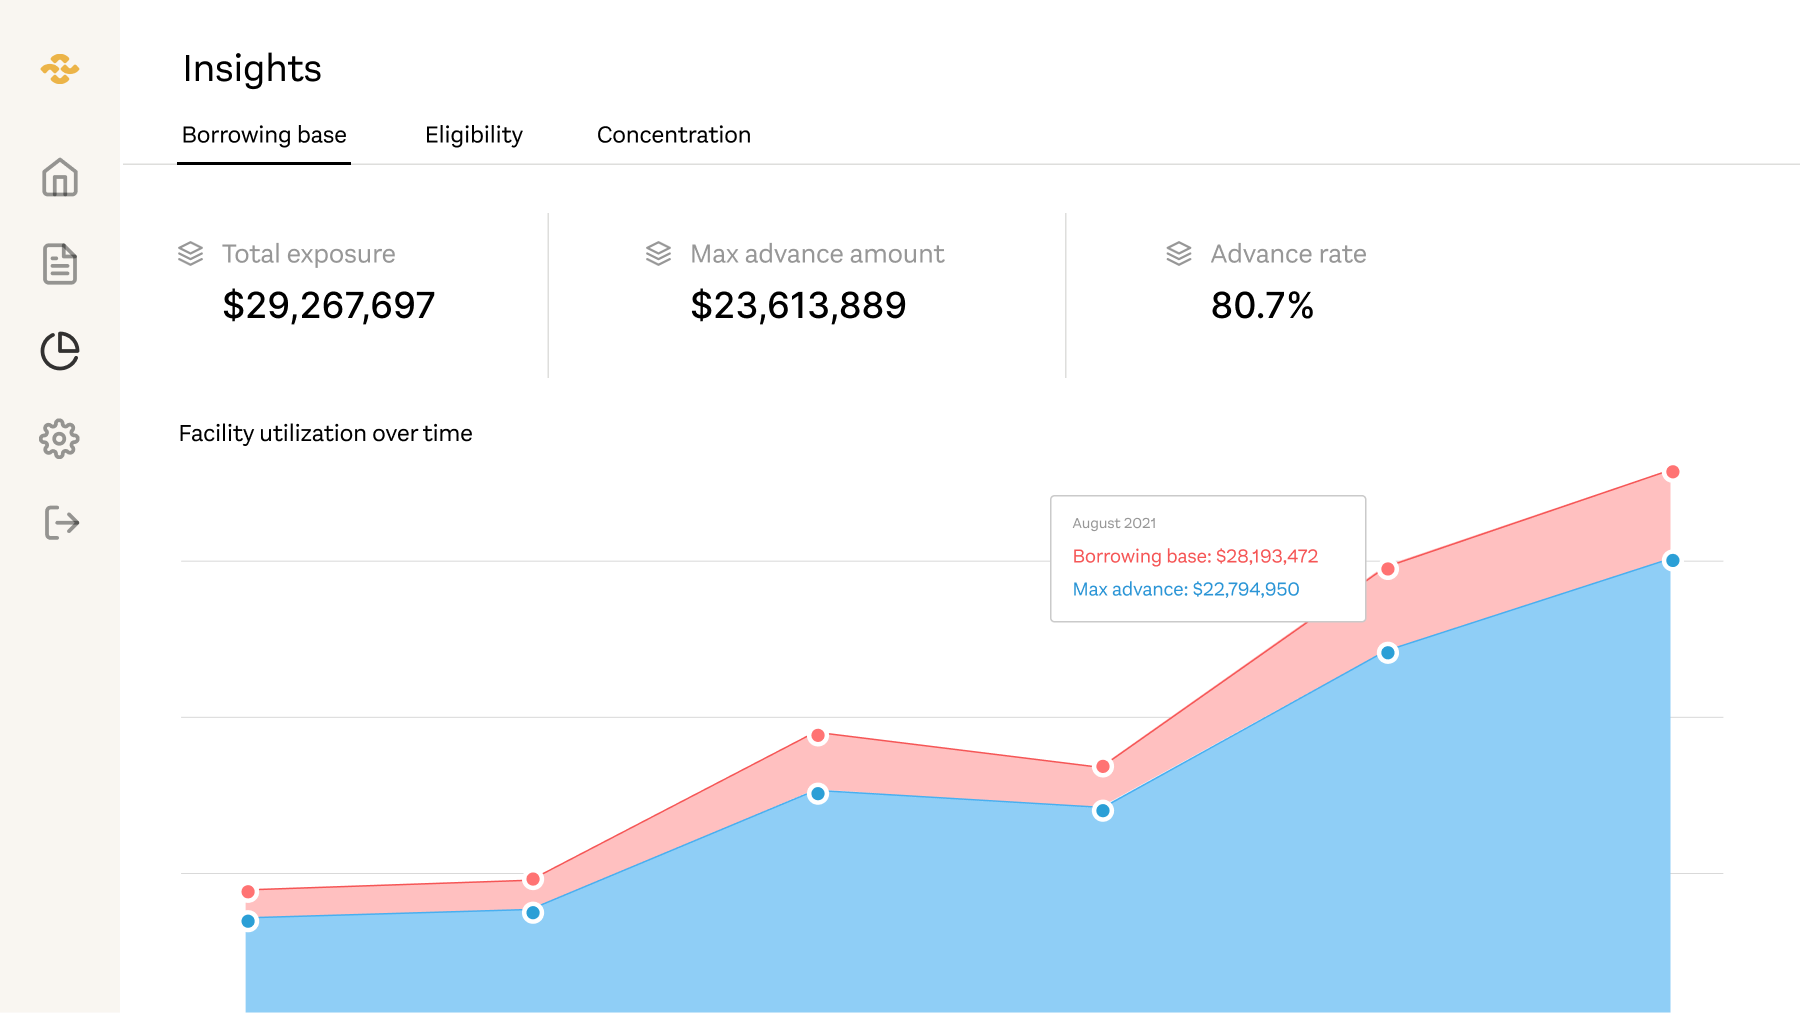 Insights
Borrowing base
Eligibility
Concentration
Total exposure
$29,267,697
Max advance amount
$23,613,889
Advance rate
80.7%
Facility utilization over time
August 2021
Borrowing base: $28,193,472
Max advance: $22,794,950